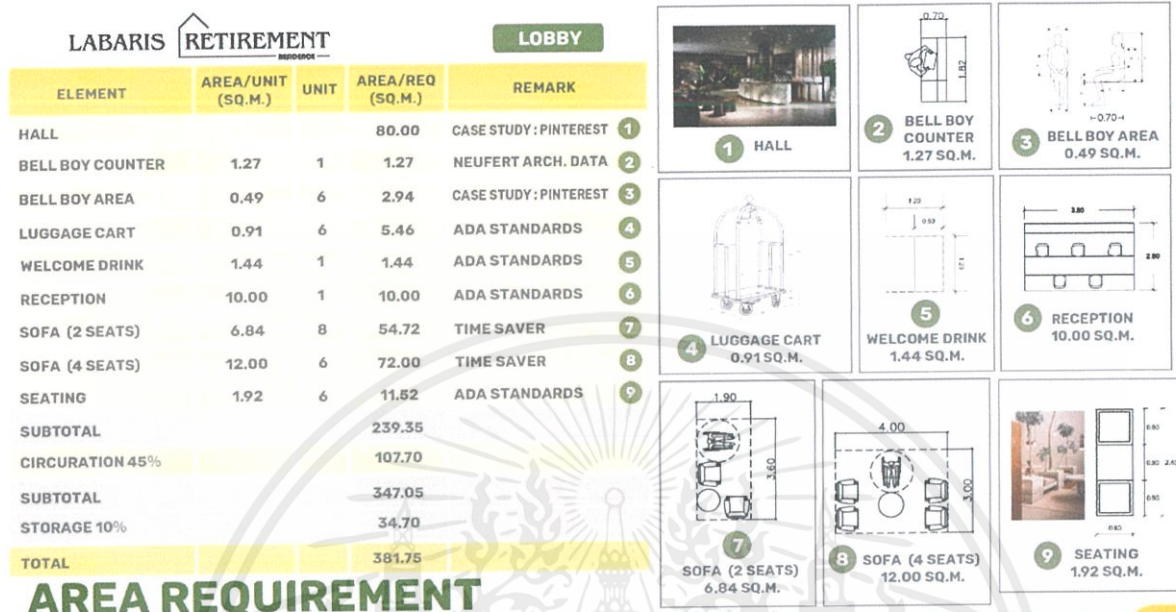 LABARIS RETIREMENT
RESIDENCE
LOBBY
ELEMENT AREA/UNIT (SQ.M.) UNIT AREA/REQ (SQ.M.) REMARK
HALL 80.00 CASE STUDY : PINTEREST 1
BELL BOY COUNTER 1.27 1 1.27 NEUFERT ARCH. DATA 2
BELL BOY AREA 0.49 6 2.94 CASE STUDY : PINTEREST 3
LUGGAGE CART 0.91 6 5.46 ADA STANDARDS 4
WELCOME DRINK 1.44 1 1.44 ADA STANDARDS 5
RECEPTION 10.00 1 10.00 ADA STANDARDS 6
SOFA (2 SEATS) 6.84 8 54.72 TIME SAVER 7
SOFA (4 SEATS) 12.00 6 72.00 TIME SAVER 8
SEATING 1.92 6 11.52 ADA STANDARDS 9
SUBTOTAL 239.35
CIRCURATION 45% 107.70
SUBTOTAL 347.05
STORAGE 10% 34.70
TOTAL 381.75
AREA REQUIREMENT
1 HALL
0.70
1.82
2 BELL BOY
COUNTER
1.27 SQ.M.
0.70
3 BELL BOY AREA
0.49 SQ.M.
4 LUGGAGE CART
0.91 SQ.M.
1.20
5
WELCOME DRINK
1.44 SQ.M.
2.80
6 RECEPTION
10.00 SQ.M.
1.90
3.60
7
SOFA (2 SEATS)
6.84 SQ.M.
4.00
3.00
8 SOFA (4 SEATS)
12.00 SQ.M.
9 SEATING
1.92 SQ.M.